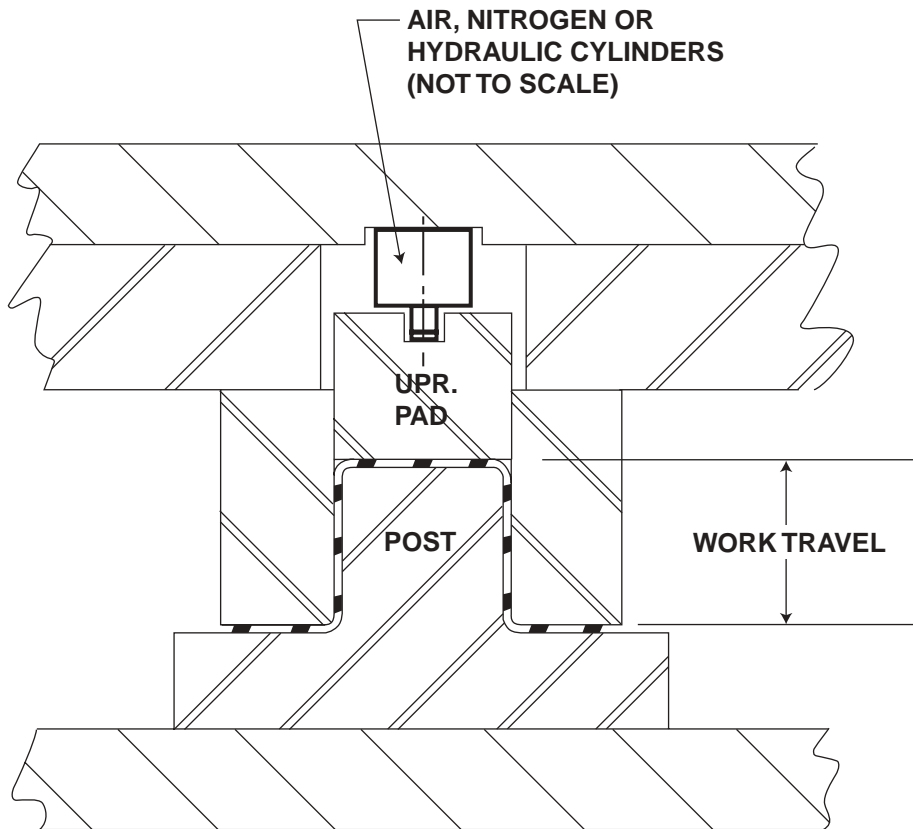 AIR, NITROGEN OR
HYDRAULIC CYLINDERS
(NOT TO SCALE)
UPR.
PAD
POST
WORK TRAVEL